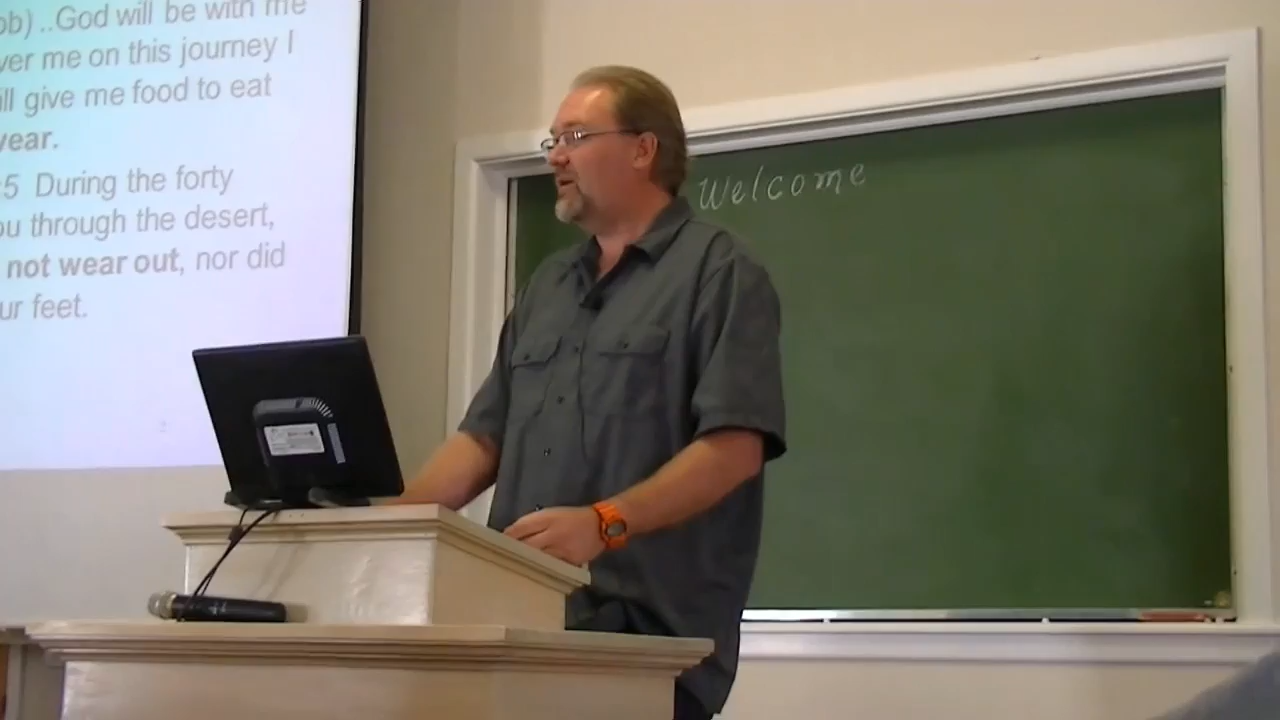 ob) ..God will be with me
ver me on this journey I
ill give me food to eat
year.
:5 During the forty
ou through the desert,
not wear out, nor did
ur feet.
Welcome